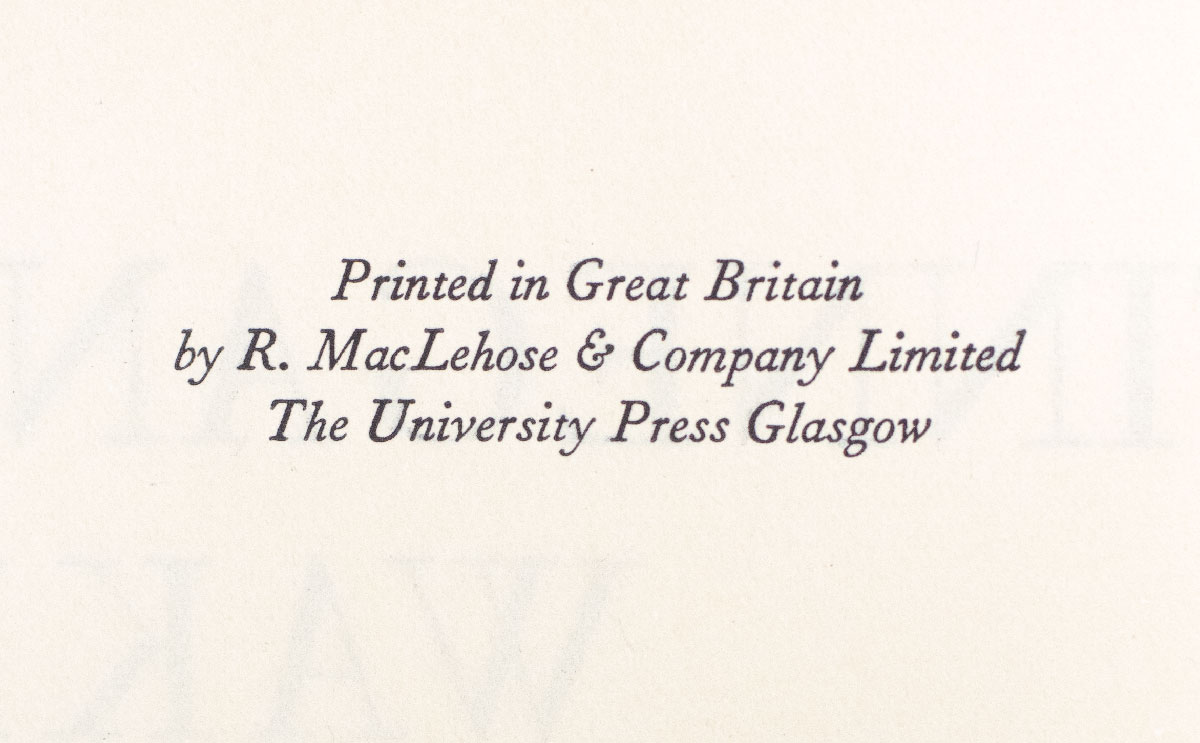 Printed in Great Britain
by R. MacLehose & Company Limited
The University Press Glasgow